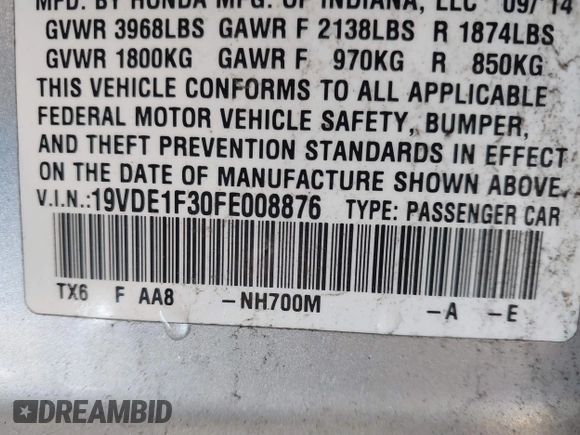 MFD. BY HONDA MFG. OF INDIANA, LLC 09/ 14
GVWR 3968LBS GAWR F 2138LBS R 1874LBS
GVWR 1800KG GAWR F 970KG R 850KG
THIS VEHICLE CONFORMS TO ALL APPLICABLE
FEDERAL MOTOR VEHICLE SAFETY, BUMPER,
AND THEFT PREVENTION STANDARDS IN EFFECT
ON THE DATE OF MANUFACTURE SHOWN ABOVE.
V.I.N.:19VDE1F30FE008876 TYPE: PASSENGER CAR
TX6 F AA8 -NH700M -A -E
DREAMBID